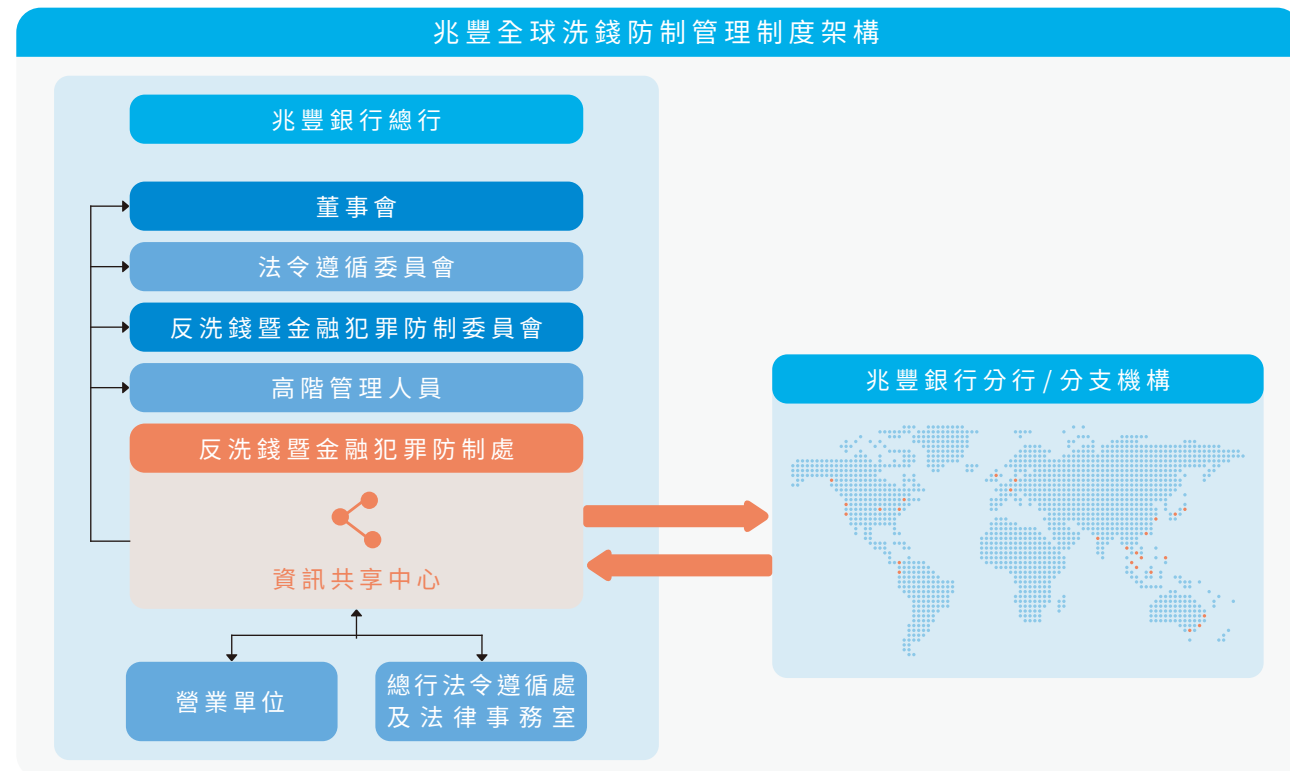 兆豐全球洗錢防制管理制度架構
兆豐銀行總行
董事會
法令遵循委員會
反洗錢暨金融犯罪防制委員會
高階管理人員
反洗錢暨金融犯罪防制處
資訊共享中心
營業單位
總行法令遵循處
及法律事務室
兆豐銀行分行/分支機構